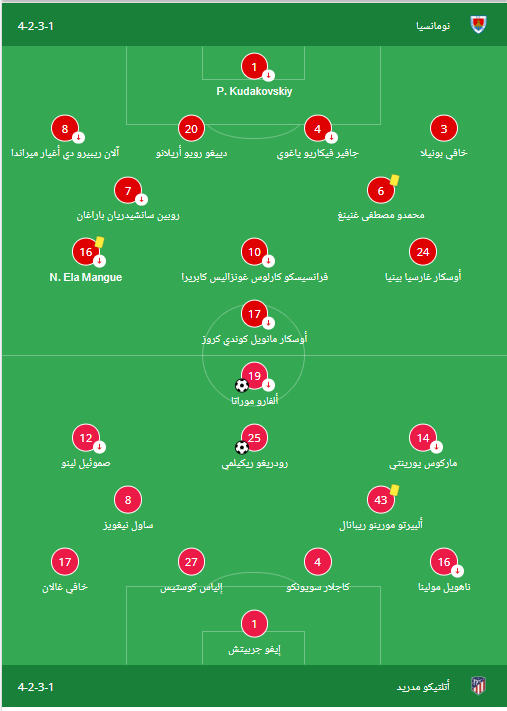 نومانسيا 4-2-3-1
1
P. Kudakovskiy
3 4 20 8
خافي بونيلا جافير فيكاريو ياغوي دييغو رويو أريلانو آلان ريبيرو دي أغيار ميراندا
6 7
محمدو مصطفى غنينغ روبين سانشيدريان باراغان
24 10 16
أوسكار غارسيا بيتيا فرانسيسكو كارلوس غونزاليس كابريرا N. Ela Mangue
17
أوسكار مانويل كوندي كروز
19
ألفارو موراتا
14 25 12
ماركوس يورينتي رودريغو ريكيلمي صموئيل لينو
43 8
ألبيرتو مورينو ريبانال ساول نيغويز
16 4 27 17
ناهويل مولينا كاجلار سويونكو إلياس كوستيس خافي غالان
1
إيفو جربيتش
أتلتيكو مدريد 4-2-3-1